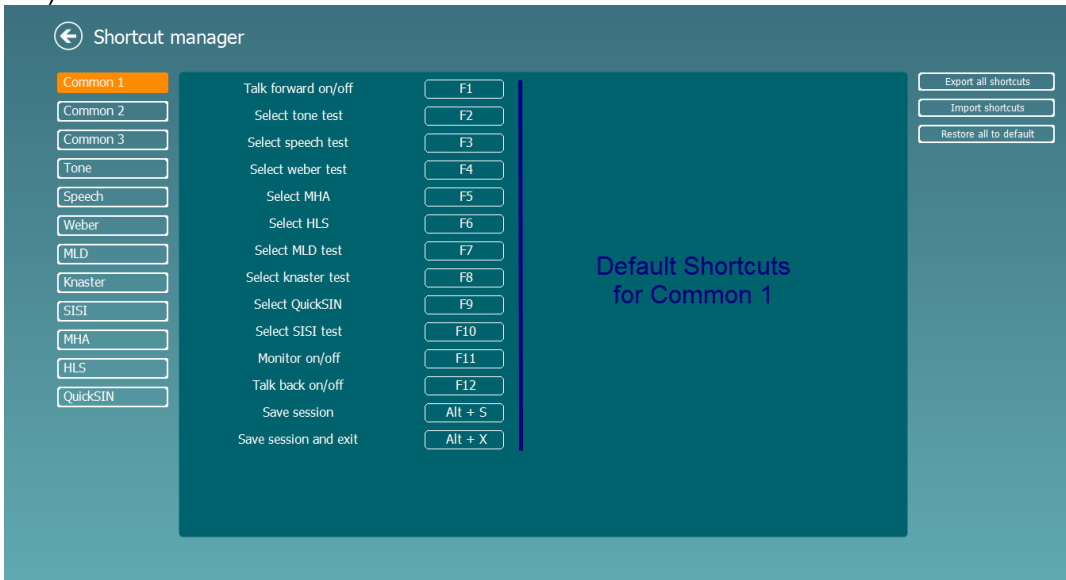 Shortcut manager
Common 1
Common 2
Common 3
Tone
Speech
Weber
MLD
Knaster
SISI
MHA
HLS
QuickSIN
Talk forward on/off F1
Select tone test F2
Select speech test F3
Select weber test F4
Select MHA F5
Select HLS F6
Select MLD test F7
Select knaster test F8
Select QuickSIN F9
Select SISI test F10
Monitor on/off F11
Talk back on/off F12
Save session Alt + S
Save session and exit Alt + X
Default Shortcuts
for Common 1
Export all shortcuts
Import shortcuts
Restore all to default